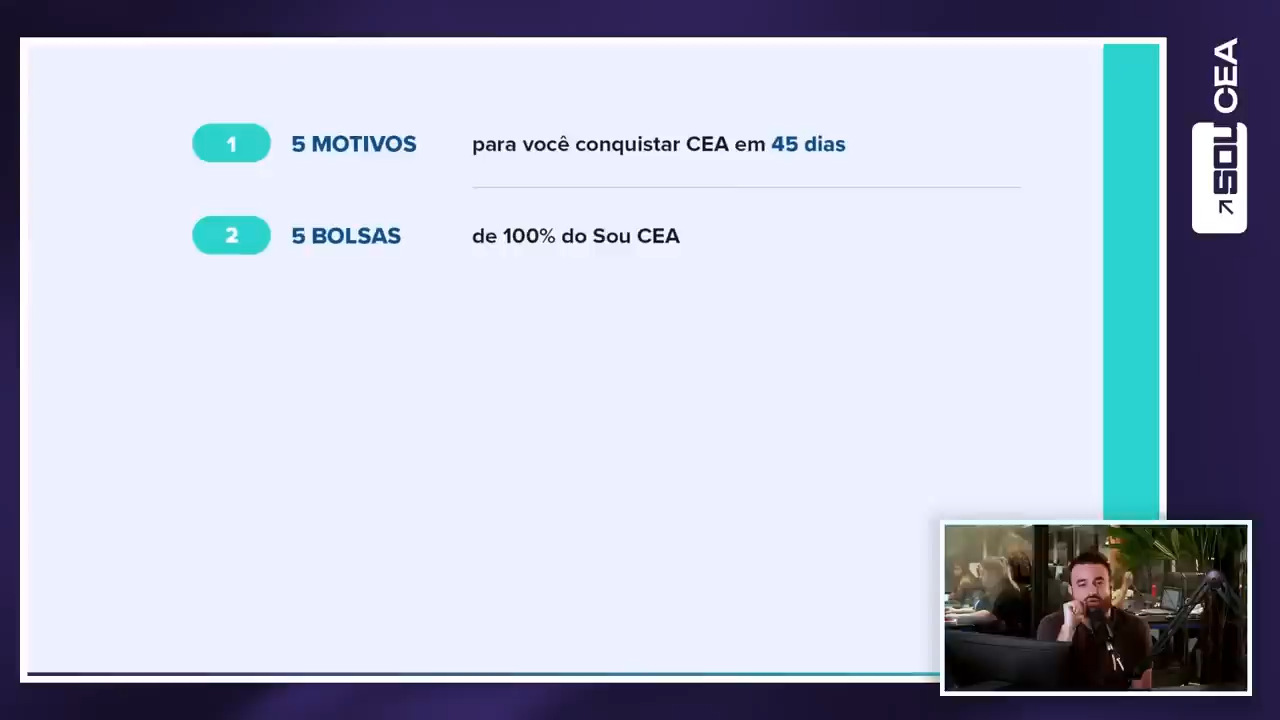 1 5 MOTIVOS para você conquistar CEA em 45 dias
2 5 BOLSAS de 100% do Sou CEA
SOU CEA